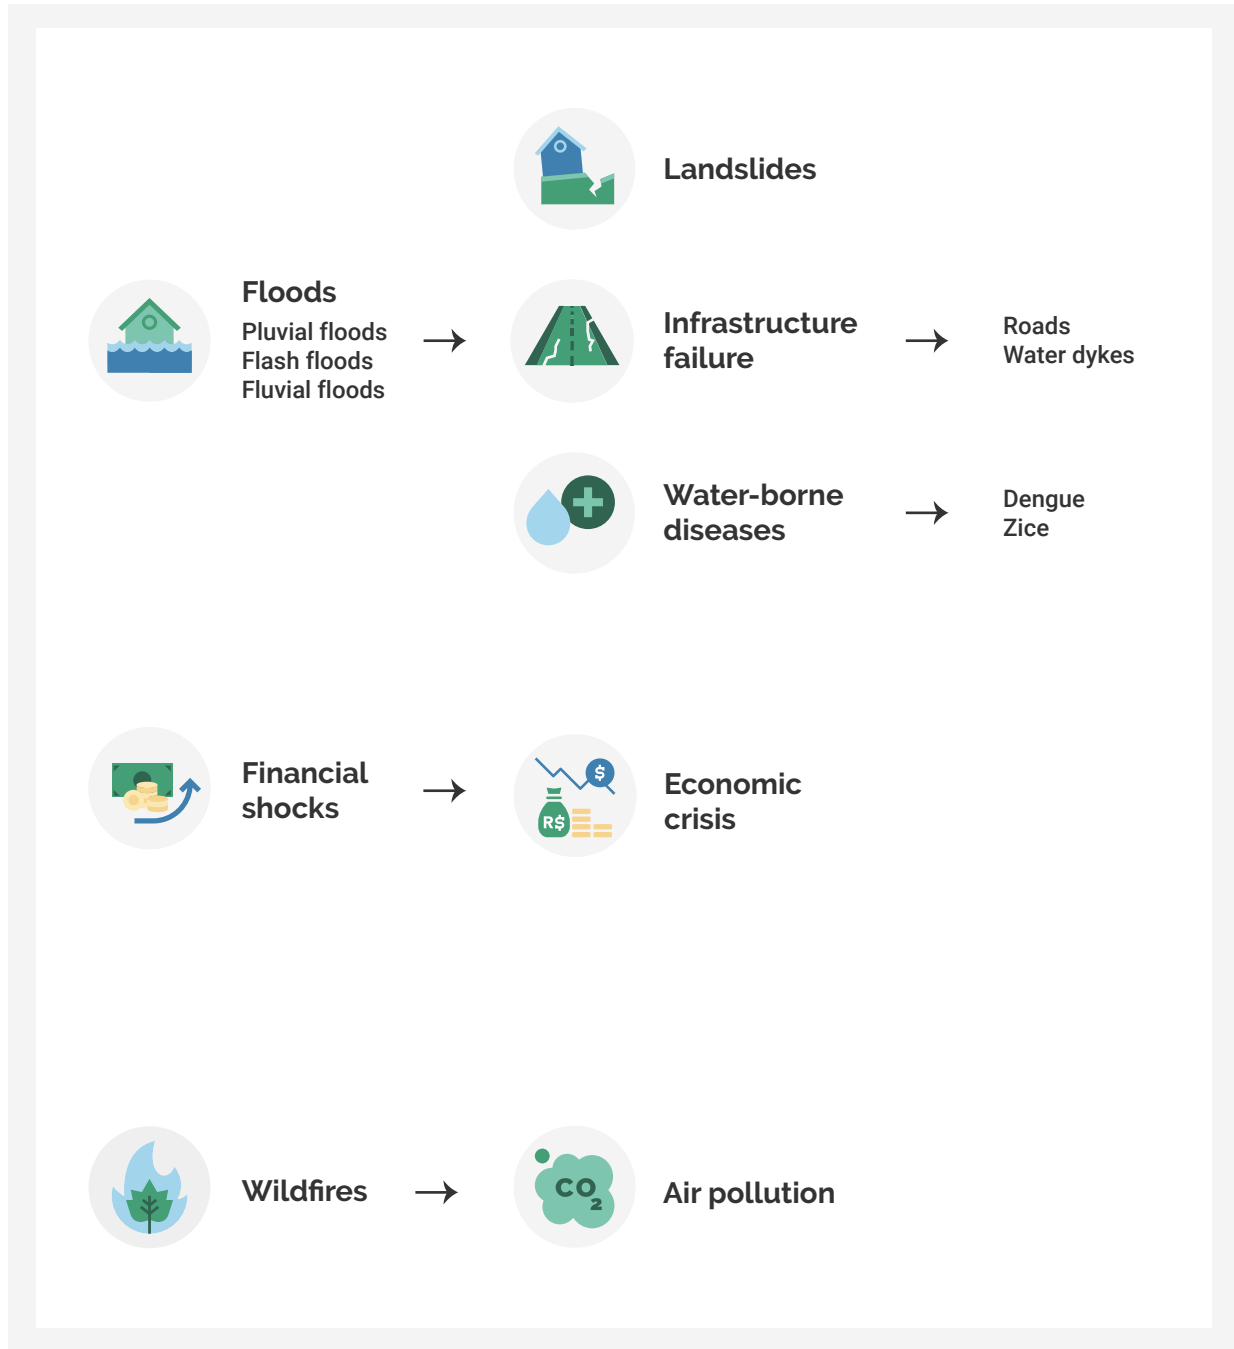 Landslides
Floods
Pluvial floods
Flash floods
Fluvial floods
Infrastructure
failure
Roads
Water dykes
Water-borne
diseases
Dengue
Zice
Financial
shocks
$
R$
Economic
crisis
Wildfires
CO2
Air pollution